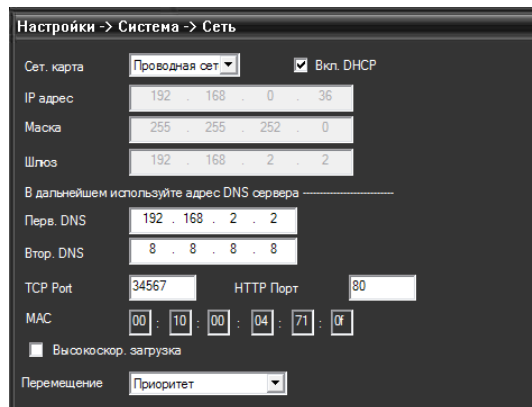 Настройки -> Система -> Сеть
Сет. карта Проводная сет Вкл. DHCP
IP адрес 192 . 168 . 0 . 36
Маска 255 . 255 . 252 . 0
Шлюз 192 . 168 . 2 . 2
В дальнейшем используйте адрес DNS сервера --------------------------
Перв. DNS 192 . 168 . 2 . 2
Втор. DNS 8 . 8 . 8 . 8
TCP Port 34567 HTTP Порт 80
MAC 00 : 10 : 00 : 04 : 71 : 0f
Высокоскор. загрузка
Перемещение Приоритет